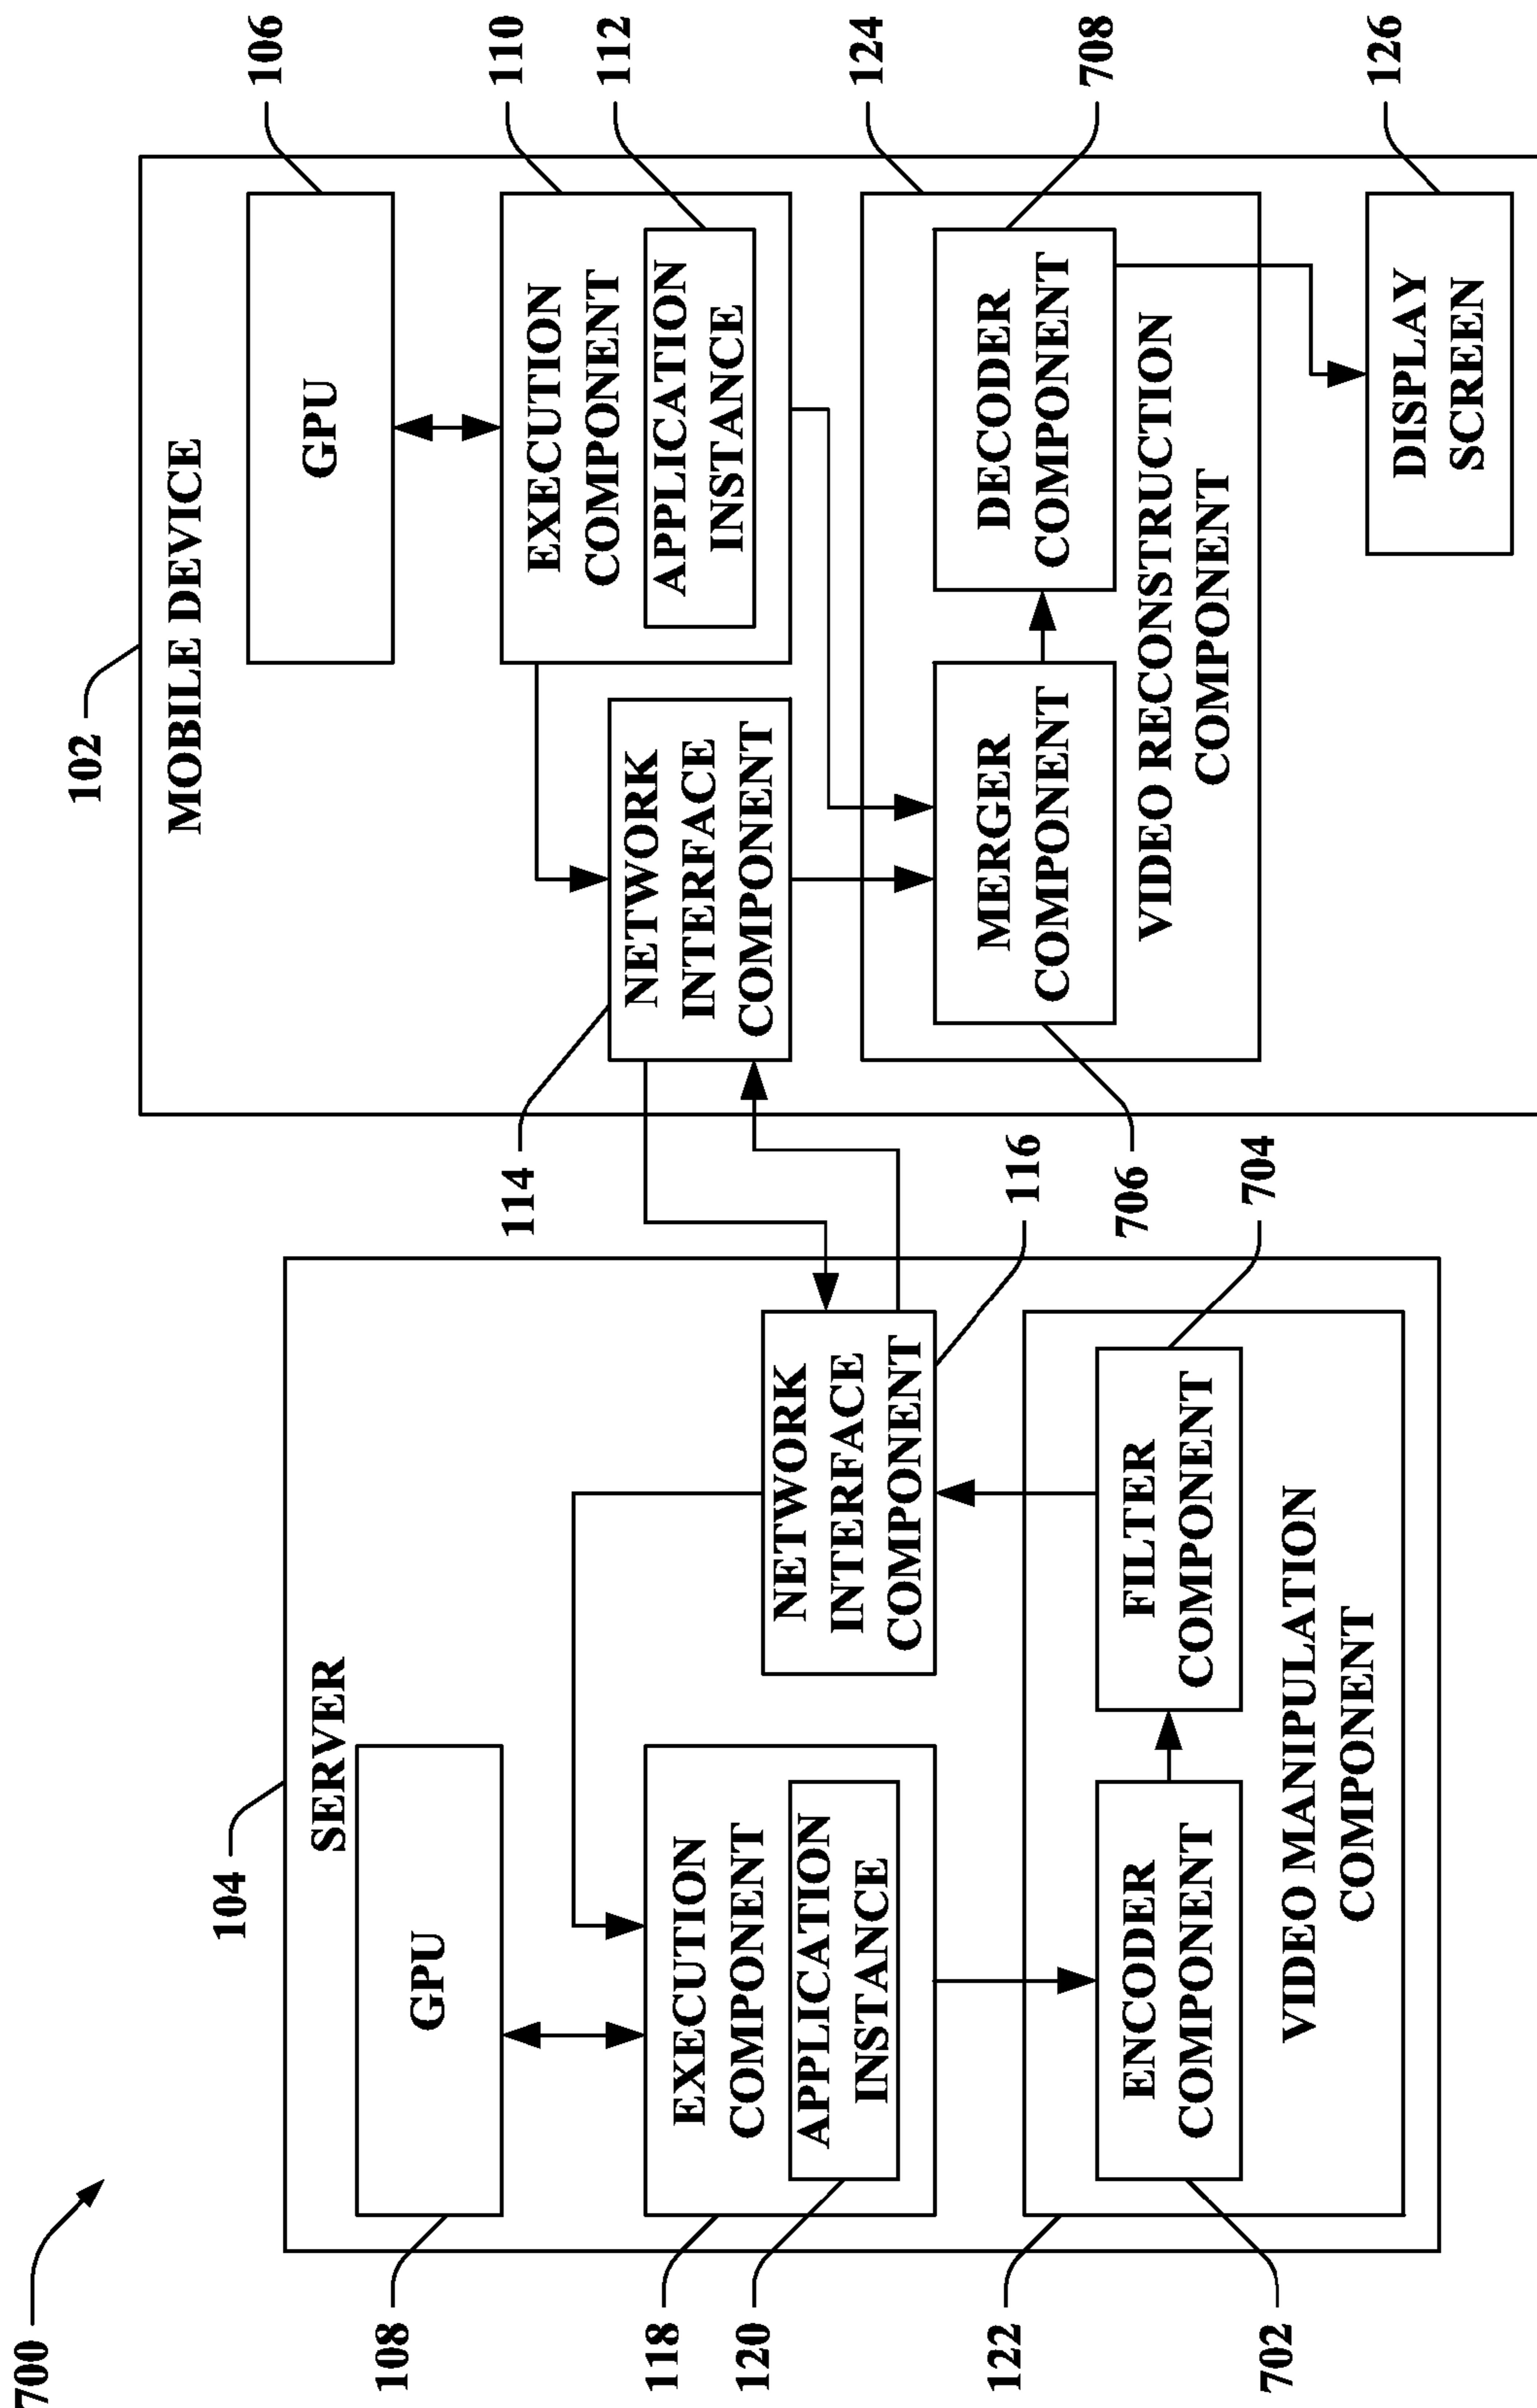 700
104
SERVER
108
GPU
118
EXECUTION
COMPONENT
120
APPLICATION
INSTANCE
NETWORK
INTERFACE
COMPONENT
116
122
702
ENCODER
COMPONENT
FILTER
COMPONENT
704
VIDEO MANIPULATION
COMPONENT
102
MOBILE DEVICE
GPU
106
EXECUTION
COMPONENT
110
APPLICATION
INSTANCE
112
114
NETWORK
INTERFACE
COMPONENT
124
706
MERGER
COMPONENT
DECODER
COMPONENT
708
VIDEO RECONSTRUCTION
COMPONENT
DISPLAY
SCREEN
126